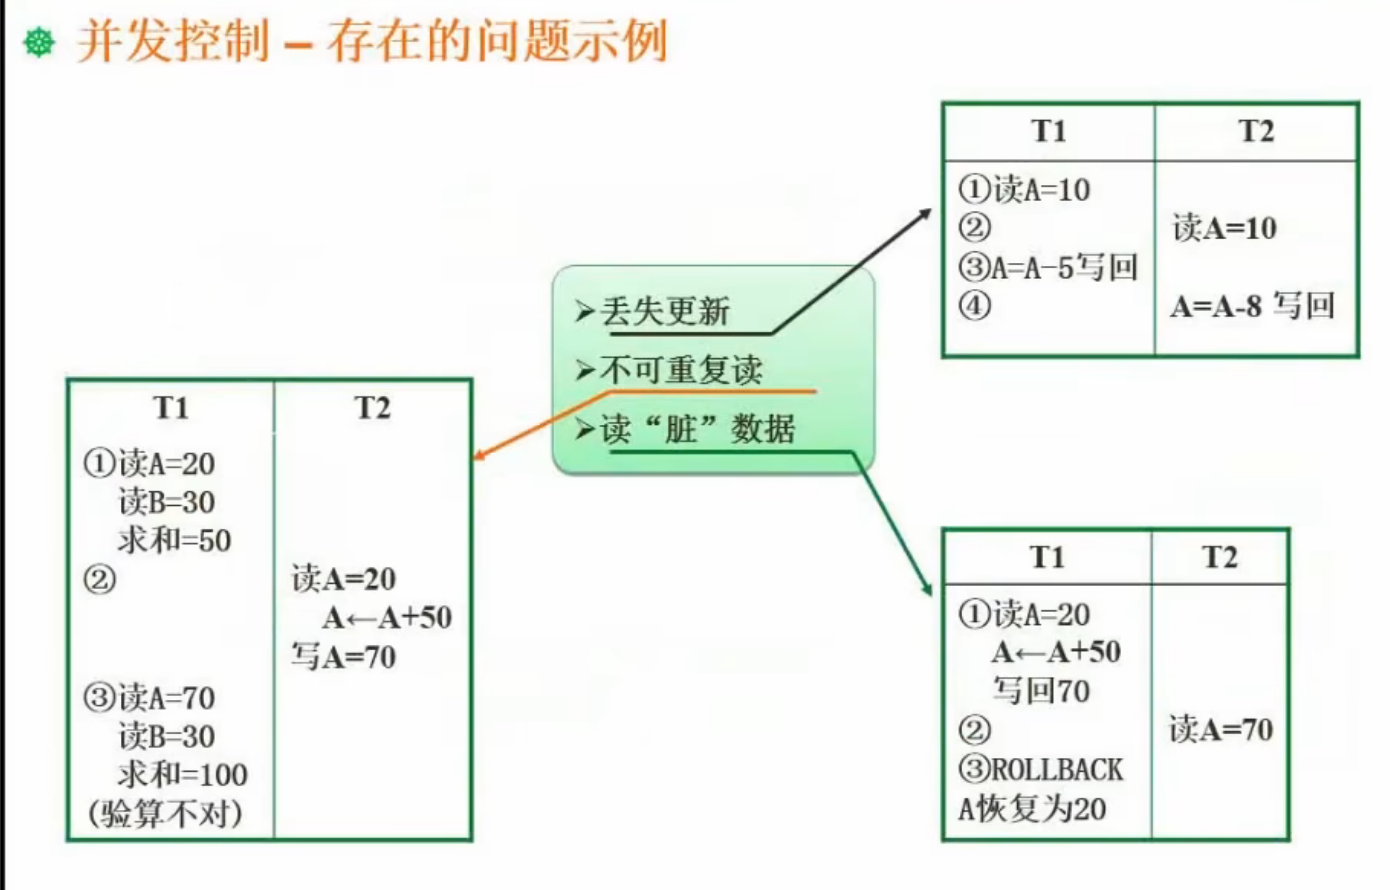 并发控制 – 存在的问题示例
T1 T2
①读A=10
② 读A=10
③A=A-5写回
④ A=A-8 写回
➢丢失更新
➢不可重复读
➢读“脏”数据
T1 T2
①读A=20
读B=30
求和=50
② 读A=20
A←A+50
写A=70
③读A=70
读B=30
求和=100
(验算不对)
T1 T2
①读A=20
A←A+50
写回70
② 读A=70
③ROLLBACK
A恢复为20